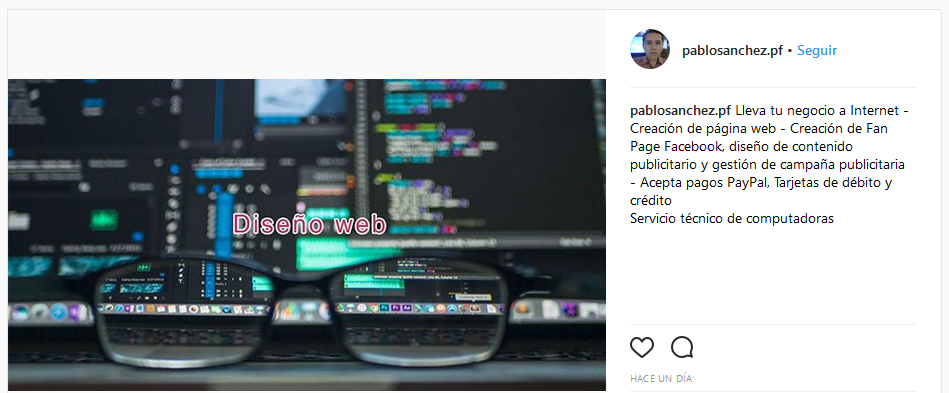 pablosanchez.pf • Seguir
pablosanchez.pf Lleva tu negocio a Internet -
Creación de página web - Creación de Fan
Page Facebook, diseño de contenido
publicitario y gestión de campaña publicitaria
- Acepta pagos PayPal, Tarjetas de débito y
crédito
Servicio técnico de computadoras
Diseño web
HACE UN DÍA